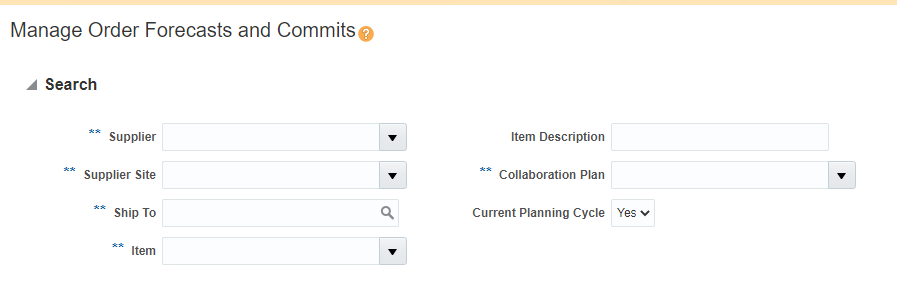 Manage Order Forecasts and Commits ?
Search
** Supplier
Item Description
** Supplier Site
** Collaboration Plan
** Ship To
Current Planning Cycle Yes
** Item